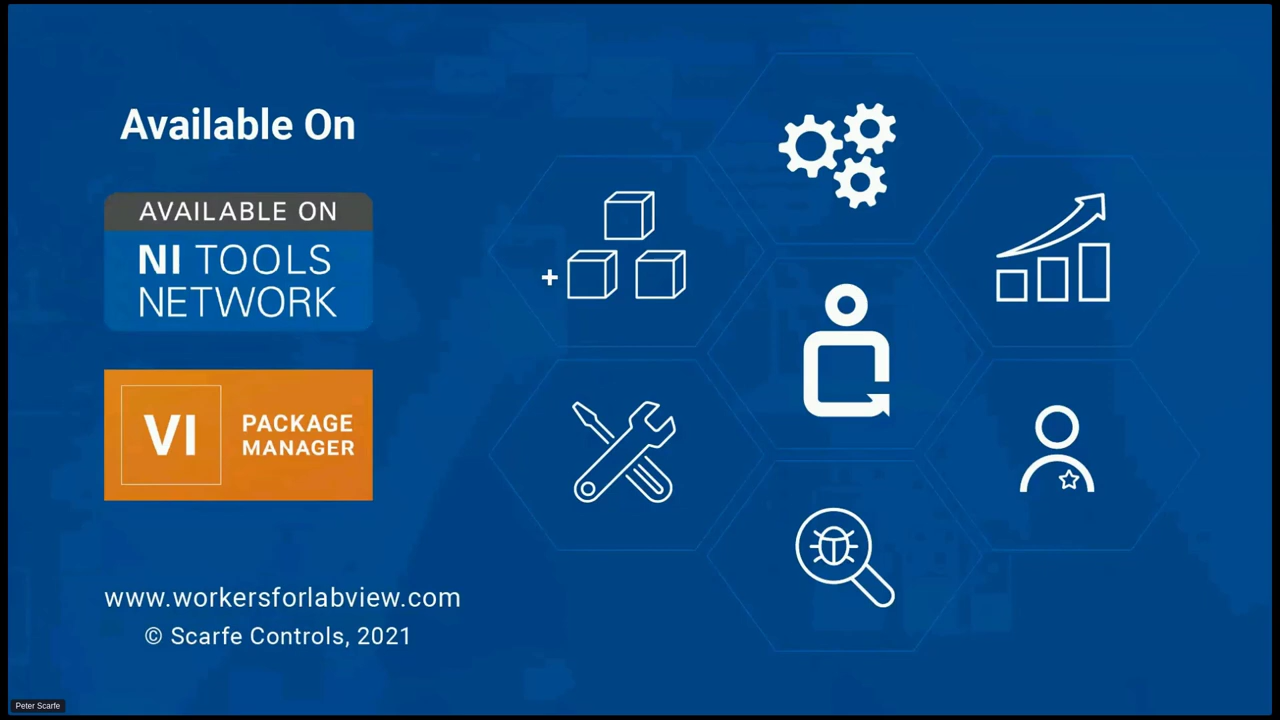 Available On
AVAILABLE ON
NI TOOLS
NETWORK
VI
PACKAGE
MANAGER
www.workersforlabview.com
© Scarfe Controls, 2021
Peter Scarfe